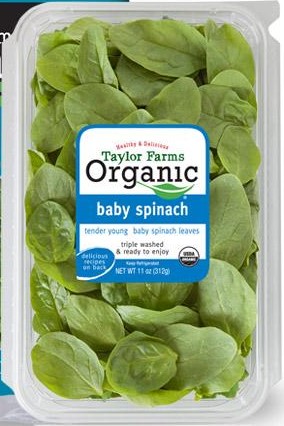 Healthy & Delicious
Taylor Farms
Organic
baby spinach
tender young baby spinach leaves
triple washed
& ready to enjoy
USDA
ORGANIC
delicious
recipes
on back
Keep Refrigerated
NET WT 11 oz (312g)